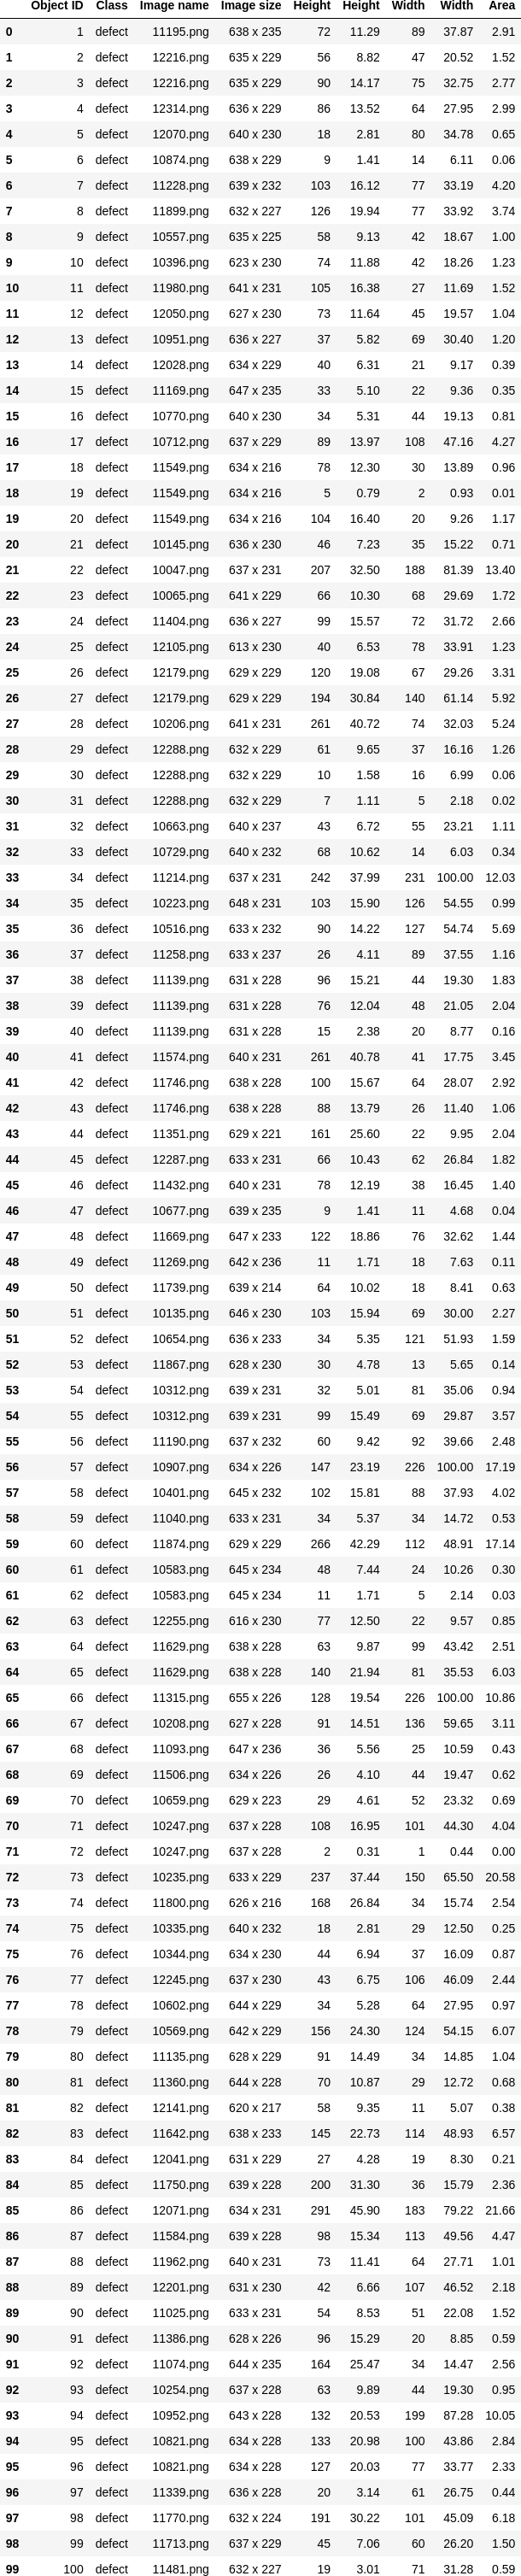 Object ID Class Image name Image size Height Height Width Width Area
0 1 defect 11195.png 638 x 235 72 11.29 89 37.87 2.91
1 2 defect 12216.png 635 x 229 56 8.82 47 20.52 1.52
2 3 defect 12216.png 635 x 229 90 14.17 75 32.75 2.77
3 4 defect 12314.png 636 x 229 86 13.52 64 27.95 2.99
4 5 defect 12070.png 640 x 230 18 2.81 80 34.78 0.65
5 6 defect 10874.png 638 x 229 9 1.41 14 6.11 0.06
6 7 defect 11228.png 639 x 232 103 16.12 77 33.19 4.20
7 8 defect 11899.png 632 x 227 126 19.94 77 33.92 3.74
8 9 defect 10557.png 635 x 225 58 9.13 42 18.67 1.00
9 10 defect 10396.png 623 x 230 74 11.88 42 18.26 1.23
10 11 defect 11980.png 641 x 231 105 16.38 27 11.69 1.52
11 12 defect 12050.png 627 x 230 73 11.64 45 19.57 1.04
12 13 defect 10951.png 636 x 227 37 5.82 69 30.40 1.20
13 14 defect 12028.png 634 x 229 40 6.31 21 9.17 0.39
14 15 defect 11169.png 647 x 235 33 5.10 22 9.36 0.35
15 16 defect 10770.png 640 x 230 34 5.31 44 19.13 0.81
16 17 defect 10712.png 637 x 229 89 13.97 108 47.16 4.27
17 18 defect 11549.png 634 x 216 78 12.30 30 13.89 0.96
18 19 defect 11549.png 634 x 216 5 0.79 2 0.93 0.01
19 20 defect 11549.png 634 x 216 104 16.40 20 9.26 1.17
20 21 defect 10145.png 636 x 230 46 7.23 35 15.22 0.71
21 22 defect 10047.png 637 x 231 207 32.50 188 81.39 13.40
22 23 defect 10065.png 641 x 229 66 10.30 68 29.69 1.72
23 24 defect 11404.png 636 x 227 99 15.57 72 31.72 2.66
24 25 defect 12105.png 613 x 230 40 6.53 78 33.91 1.23
25 26 defect 12179.png 629 x 229 120 19.08 67 29.26 3.31
26 27 defect 12179.png 629 x 229 194 30.84 140 61.14 5.92
27 28 defect 10206.png 641 x 231 261 40.72 74 32.03 5.24
28 29 defect 12288.png 632 x 229 61 9.65 37 16.16 1.26
29 30 defect 12288.png 632 x 229 10 1.58 16 6.99 0.06
30 31 defect 12288.png 632 x 229 7 1.11 5 2.18 0.02
31 32 defect 10663.png 640 x 237 43 6.72 55 23.21 1.11
32 33 defect 10729.png 640 x 232 68 10.62 14 6.03 0.34
33 34 defect 11214.png 637 x 231 242 37.99 231 100.00 12.03
34 35 defect 10223.png 648 x 231 103 15.90 126 54.55 0.99
35 36 defect 10516.png 633 x 232 90 14.22 127 54.74 5.69
36 37 defect 11258.png 633 x 237 26 4.11 89 37.55 1.16
37 38 defect 11139.png 631 x 228 96 15.21 44 19.30 1.83
38 39 defect 11139.png 631 x 228 76 12.04 48 21.05 2.04
39 40 defect 11139.png 631 x 228 15 2.38 20 8.77 0.16
40 41 defect 11574.png 640 x 231 261 40.78 41 17.75 3.45
41 42 defect 11746.png 638 x 228 100 15.67 64 28.07 2.92
42 43 defect 11746.png 638 x 228 88 13.79 26 11.40 1.06
43 44 defect 11351.png 629 x 221 161 25.60 22 9.95 2.04
44 45 defect 12287.png 633 x 231 66 10.43 62 26.84 1.82
45 46 defect 11432.png 640 x 231 78 12.19 38 16.45 1.40
46 47 defect 10677.png 639 x 235 9 1.41 11 4.68 0.04
47 48 defect 11669.png 647 x 233 122 18.86 76 32.62 1.44
48 49 defect 11269.png 642 x 236 11 1.71 18 7.63 0.11
49 50 defect 11739.png 639 x 214 64 10.02 18 8.41 0.63
50 51 defect 10135.png 646 x 230 103 15.94 69 30.00 2.27
51 52 defect 10654.png 636 x 233 34 5.35 121 51.93 1.59
52 53 defect 11867.png 628 x 230 30 4.78 13 5.65 0.14
53 54 defect 10312.png 639 x 231 32 5.01 81 35.06 0.94
54 55 defect 10312.png 639 x 231 99 15.49 69 29.87 3.57
55 56 defect 11190.png 637 x 232 60 9.42 92 39.66 2.48
56 57 defect 10907.png 634 x 226 147 23.19 226 100.00 17.19
57 58 defect 10401.png 645 x 232 102 15.81 88 37.93 4.02
58 59 defect 11040.png 633 x 231 34 5.37 34 14.72 0.53
59 60 defect 11874.png 629 x 229 266 42.29 112 48.91 17.14
60 61 defect 10583.png 645 x 234 48 7.44 24 10.26 0.30
61 62 defect 10583.png 645 x 234 11 1.71 5 2.14 0.03
62 63 defect 12255.png 616 x 230 77 12.50 22 9.57 0.85
63 64 defect 11629.png 638 x 228 63 9.87 99 43.42 2.51
64 65 defect 11629.png 638 x 228 140 21.94 81 35.53 6.03
65 66 defect 11315.png 655 x 226 128 19.54 226 100.00 10.86
66 67 defect 10208.png 627 x 228 91 14.51 136 59.65 3.11
67 68 defect 11093.png 647 x 236 36 5.56 25 10.59 0.43
68 69 defect 11506.png 634 x 226 26 4.10 44 19.47 0.62
69 70 defect 10659.png 629 x 223 29 4.61 52 23.32 0.69
70 71 defect 10247.png 637 x 228 108 16.95 101 44.30 4.04
71 72 defect 10247.png 637 x 228 2 0.31 1 0.44 0.00
72 73 defect 10235.png 633 x 229 237 37.44 150 65.50 20.58
73 74 defect 11800.png 626 x 216 168 26.84 34 15.74 2.54
74 75 defect 10335.png 640 x 232 18 2.81 29 12.50 0.25
75 76 defect 10344.png 634 x 230 44 6.94 37 16.09 0.87
76 77 defect 12245.png 637 x 230 43 6.75 106 46.09 2.44
77 78 defect 10602.png 644 x 229 34 5.28 64 27.95 0.97
78 79 defect 10569.png 642 x 229 156 24.30 124 54.15 6.07
79 80 defect 11135.png 628 x 229 91 14.49 34 14.85 1.04
80 81 defect 11360.png 644 x 228 70 10.87 29 12.72 0.68
81 82 defect 12141.png 620 x 217 58 9.35 11 5.07 0.38
82 83 defect 11642.png 638 x 233 145 22.73 114 48.93 6.57
83 84 defect 12041.png 631 x 229 27 4.28 19 8.30 0.21
84 85 defect 11750.png 639 x 228 200 31.30 36 15.79 2.36
85 86 defect 12071.png 634 x 231 291 45.90 183 79.22 21.66
86 87 defect 11584.png 639 x 228 98 15.34 113 49.56 4.47
87 88 defect 11962.png 640 x 231 73 11.41 64 27.71 1.01
88 89 defect 12201.png 631 x 230 42 6.66 107 46.52 2.18
89 90 defect 11025.png 633 x 231 54 8.53 51 22.08 1.52
90 91 defect 11386.png 628 x 226 96 15.29 20 8.85 0.59
91 92 defect 11074.png 644 x 235 164 25.47 34 14.47 2.56
92 93 defect 10254.png 637 x 228 63 9.89 44 19.30 0.95
93 94 defect 10952.png 643 x 228 132 20.53 199 87.28 10.05
94 95 defect 10821.png 634 x 228 133 20.98 100 43.86 2.84
95 96 defect 10821.png 634 x 228 127 20.03 77 33.77 2.33
96 97 defect 11339.png 636 x 228 20 3.14 61 26.75 0.44
97 98 defect 11770.png 632 x 224 191 30.22 101 45.09 6.18
98 99 defect 11713.png 637 x 229 45 7.06 60 26.20 1.50
99 100 defect 11481.png 632 x 227 19 3.01 71 31.28 0.59